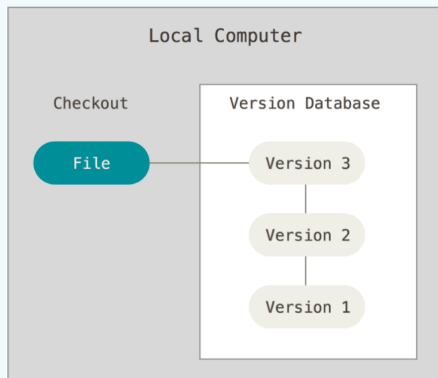 Local Computer
Checkout
Version Database
File
Version 3
Version 2
Version 1